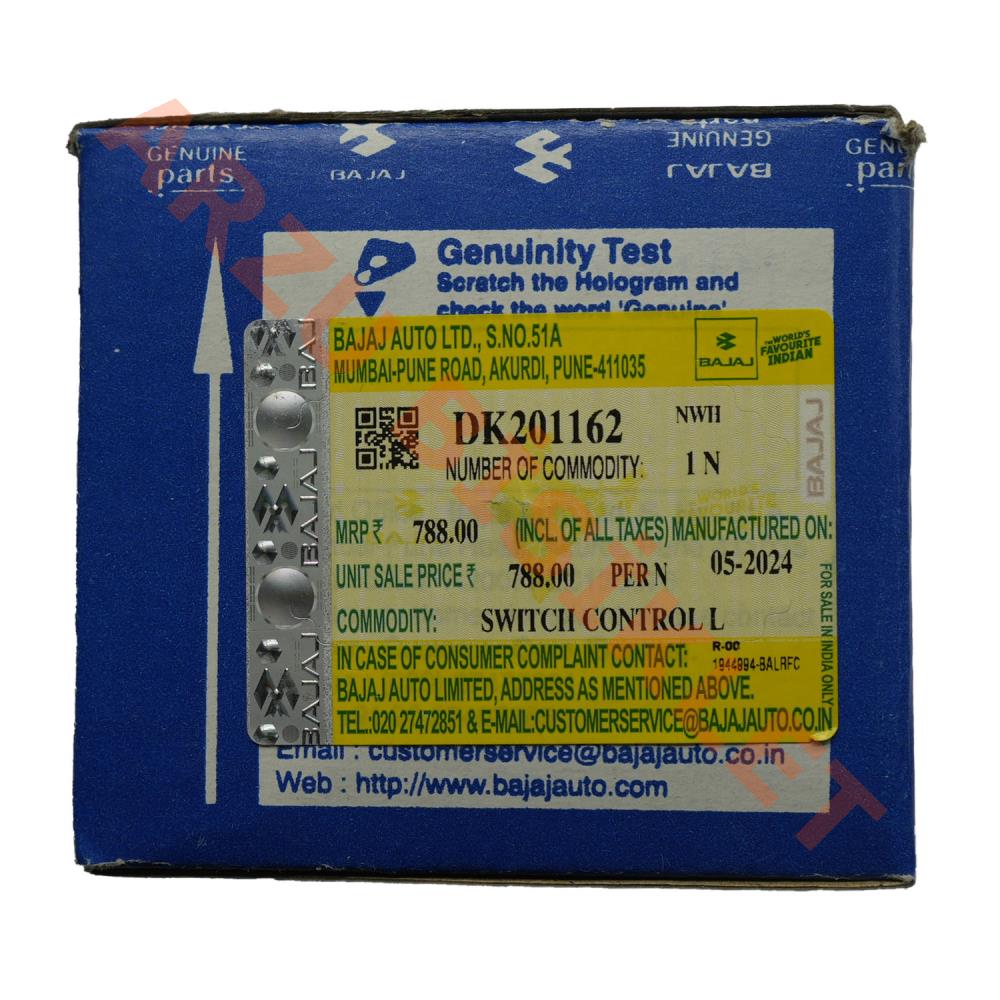 GENUINE
parts
BAJAJ
GENUINE
parts
BAJAJ
Genuinity Test
Scratch the Hologram and
check the word 'Genuine'
BAJAJ AUTO LTD., S.NO.51A
MUMBAI-PUNE ROAD, AKURDI, PUNE-411035
BAJAJ
THE WORLD'S
FAVOURITE
INDIAN
DK201162
NWH
NUMBER OF COMMODITY: 1 N
MRP ₹ 788.00 (INCL. OF ALL TAXES) MANUFACTURED ON:
UNIT SALE PRICE ₹ 788.00 PER N 05-2024
COMMODITY: SWITCH CONTROL L
FOR SALE IN INDIA ONLY
IN CASE OF CONSUMER COMPLAINT CONTACT:
R-00
1944994-BALRFC
BAJAJ AUTO LIMITED, ADDRESS AS MENTIONED ABOVE.
TEL.:020 27472851 & E-MAIL:CUSTOMERSERVICE@BAJAJAUTO.CO.IN
BAJAJ
BAJAJ
BAJAJ
BAJAJ
Email : customerservice@bajajauto.co.in
Web : http://www.bajajauto.com